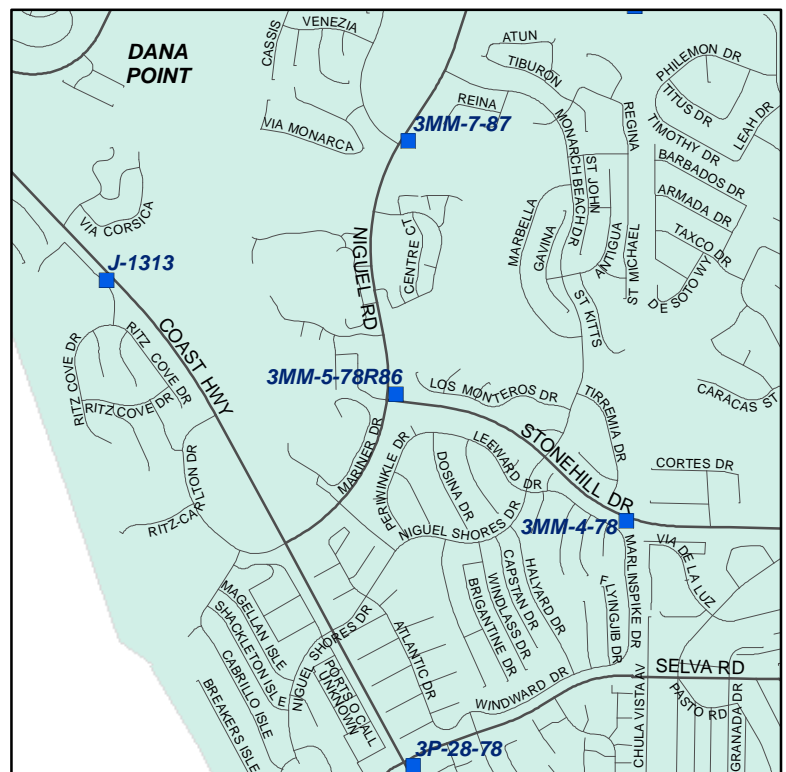 DANA
POINT
CASSIS
VENEZIA
VIA MONARCA
3MM-7-87
ATUN
TIBURON
REINA
MONARCH BEACH DR
REGINA
PHILEMON DR
TITUS DR
LEAH DR
TIMOTHY DR
BARBADOS DR
ARMADA DR
TAXCO DR
DE SOTO WY
ST JOHN
ANTIGUA
ST MICHAEL
MARBELLA
GAVINA
ST KITTS
VIA CORSICA
J-1313
NIGUEL RD
CENTRE CT
COAST HWY
RITZ COVE DR
RITZ COVE DR
RITZ COVE DR
3MM-5-78R86
LOS MONTEROS DR
CARACAS ST
TIRREMIA DR
STONEHILL DR
CORTES DR
MARINER DR
PERIWINKLE DR
LEEWARD DR
DOSINA DR
NIGUEL SHORES DR
RITZ-CARLTON DR
3MM-4-78
VIA DE LA LUZ
MARLINSPIKE DR
HALYARD DR
CAPSTAN DR
WINDLASS DR
BRIGANTINE DR
FLYINGJIB DR
MAGELLAN ISLE
SHACKLETON ISLE
CABRILLO ISLE
BREAKERS ISLE
NIGUEL SHORES DR
ATLANTIC DR
PORTS O CALL
UNKNOWN
WINDWARD DR
SELVA RD
CHULA VISTA AV
PASTO RD
GRANADA DR
3P-28-78